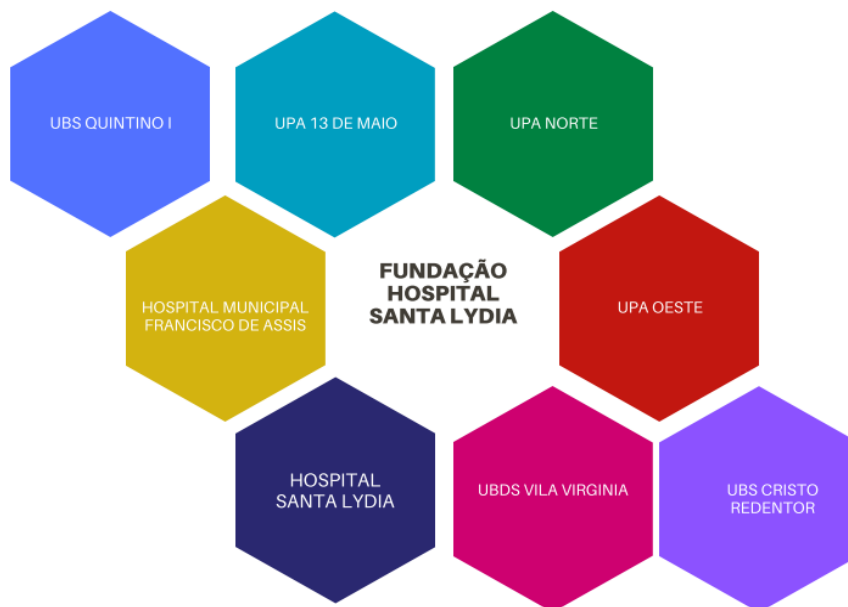 UBS QUINTINO I
UPA 13 DE MAIO
UPA NORTE
HOSPITAL MUNICIPAL
FRANCISCO DE ASSIS
FUNDAÇÃO
HOSPITAL
SANTA LYDIA
UPA OESTE
HOSPITAL
SANTA LYDIA
UBDS VILA VIRGINIA
UBS CRISTO
REDENTOR